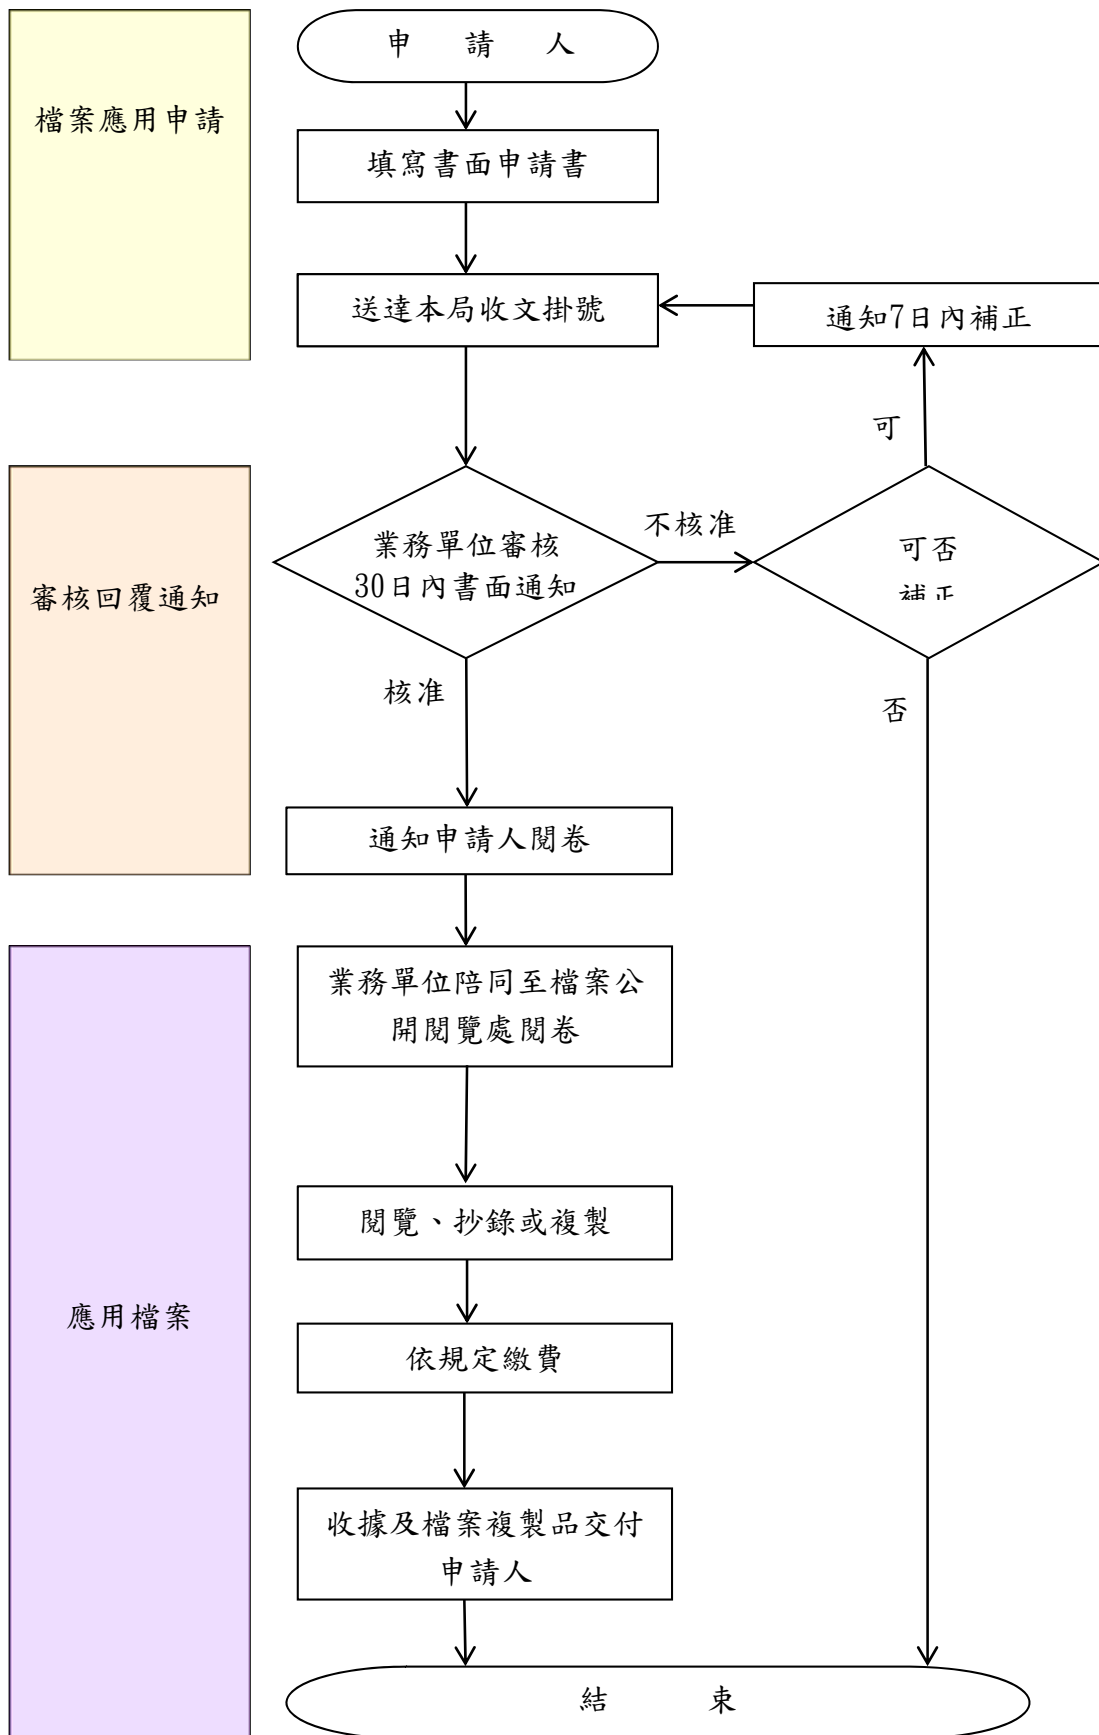 檔案應用申請
申 請 人
填寫書面申請書
送達本局收文掛號
通知7日內補正
可
審核回覆通知
業務單位審核
30日內書面通知
不核准
可否
補正
核准
否
通知申請人閱卷
應用檔案
業務單位陪同至檔案公
開閱覽處閱卷
閱覽、抄錄或複製
依規定繳費
收據及檔案複製品交付
申請人
結 束